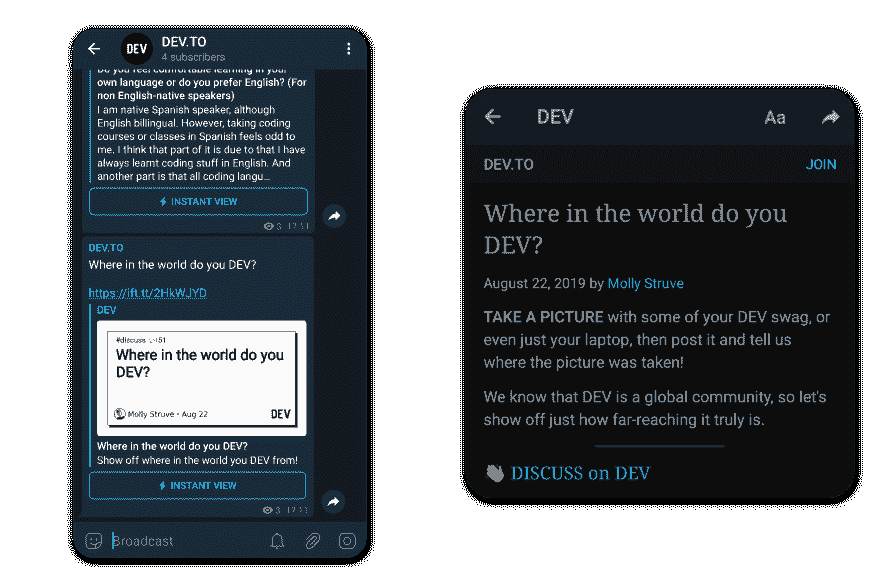 DEV
DEV.TO
4 subscribers
Do you feel comfortable learning in your
own language or do you prefer English? (For
non English-native speakers)
I am native Spanish speaker, although
English billingual. However, taking coding
courses or classes in Spanish feels odd to
me. I think that part of it is due to that I have
always learnt coding stuff in English. And
another part is that all coding langu...
INSTANT VIEW
3
DEV.TO
Where in the world do you DEV?
https://ift.tt/2HkWJYD
DEV
#discuss
Where in the world do you
DEV?
Molly Struve • Aug 22
DEV
Where in the world do you DEV?
Show off where in the world you DEV from!
INSTANT VIEW
3
Broadcast
DEV
Aa
DEV.TO
JOIN
Where in the world do you
DEV?
August 22, 2019 by Molly Struve
TAKE A PICTURE with some of your DEV swag, or
even just your laptop, then post it and tell us
where the picture was taken!
We know that DEV is a global community, so let's
show off just how far-reaching it truly is.
DISCUSS on DEV